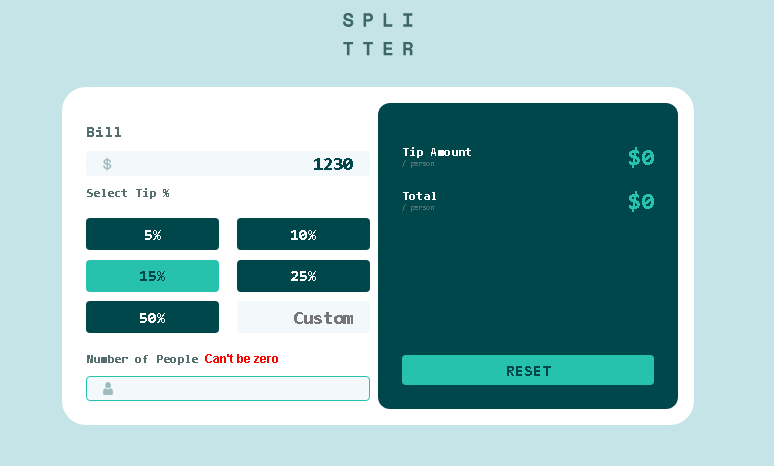 SPLI
TTER
Bill
$ 1230
Select Tip %
5% 10%
15% 25%
50% Custom
Number of People Can't be zero
Tip Amount $0
/ person
Total $0
/ person
RESET